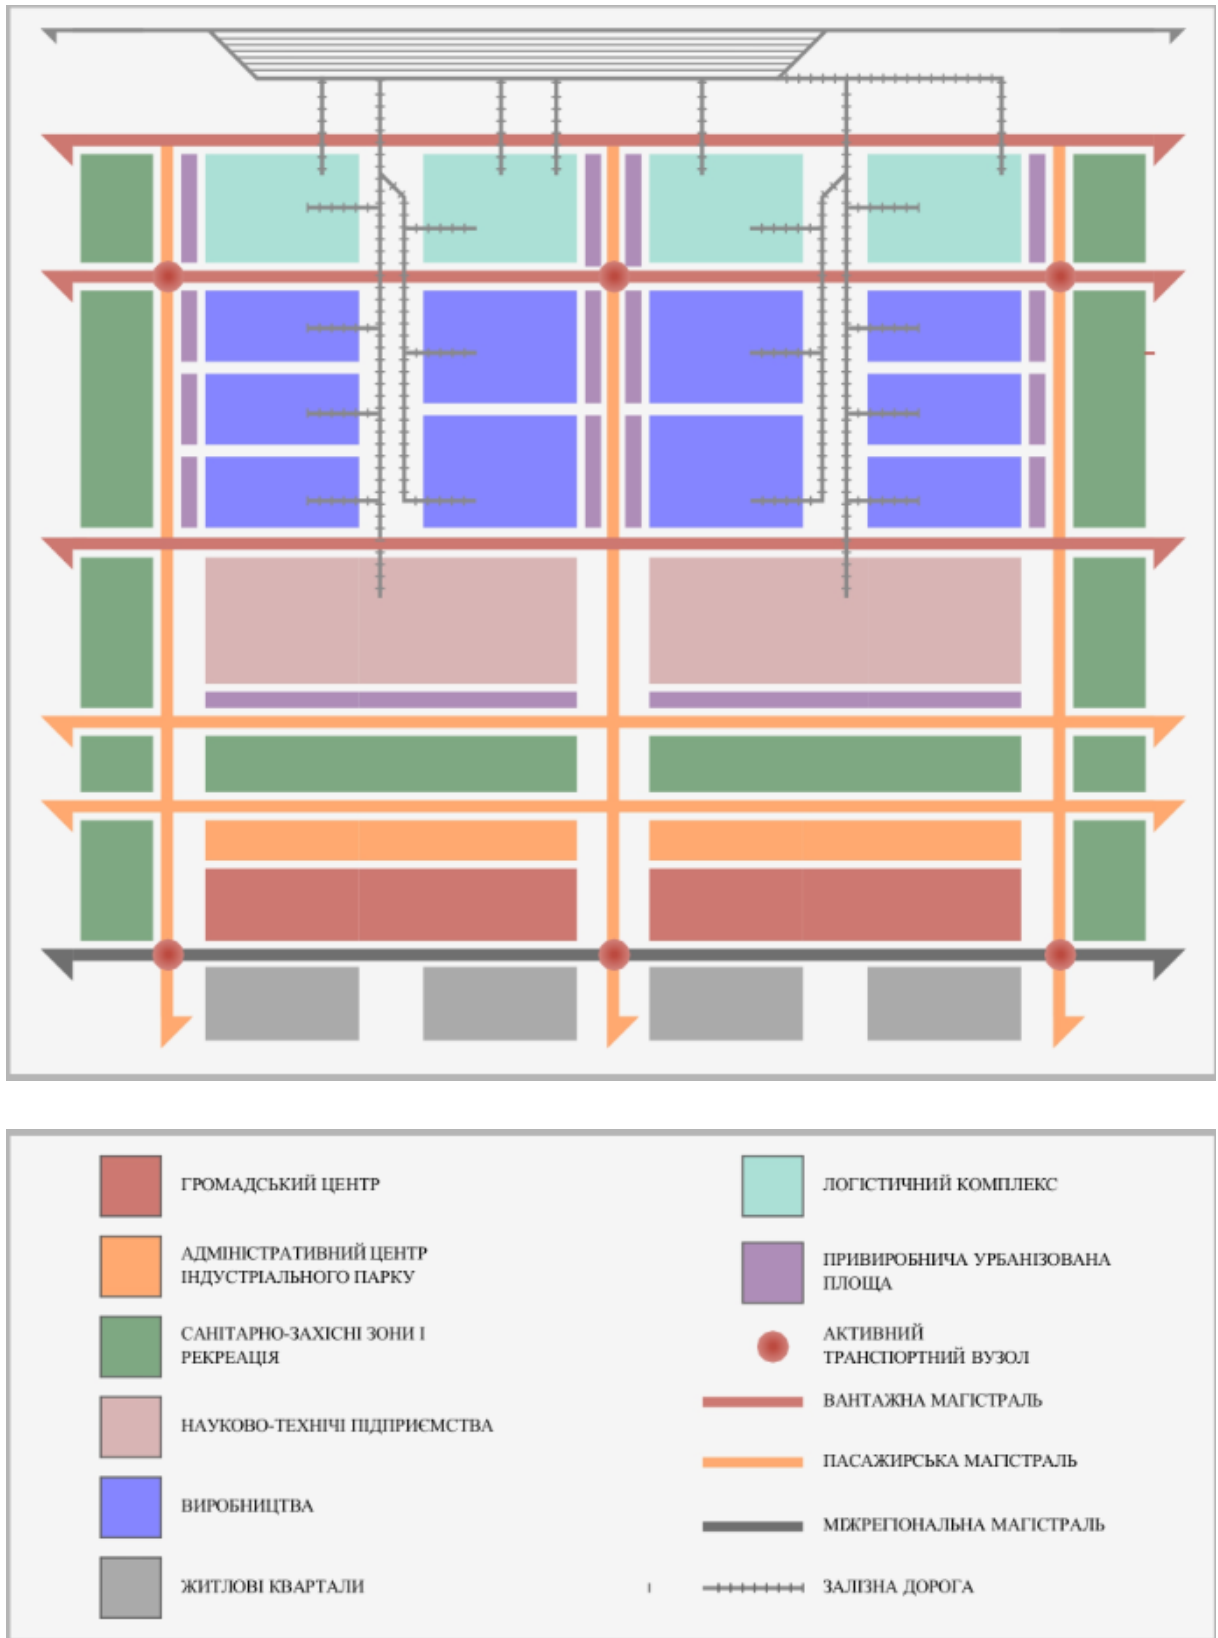 ГРОМАДСЬКИЙ ЦЕНТР
АДМІНІСТРАТИВНИЙ ЦЕНТР
ІНДУСТРІАЛЬНОГО ПАРКУ
САНІТАРНО-ЗАХІСНІ ЗОНИ І
РЕКРЕАЦІЯ
НАУКОВО-ТЕХНІЧІ ПІДПРИЄМСТВА
ВИРОБНИЦТВА
ЖИТЛОВІ КВАРТАЛИ
ЛОГІСТИЧНИЙ КОМПЛЕКС
ПРИВИРОБНИЧА УРБАНІЗОВАНА
ПЛОЩА
АКТИВНИЙ
ТРАНСПОРТНИЙ ВУЗОЛ
ВАНТАЖНА МАГІСТРАЛЬ
ПАСАЖИРСЬКА МАГІСТРАЛЬ
МІЖРЕГІОНАЛЬНА МАГІСТРАЛЬ
ЗАЛІЗНА ДОРОГА